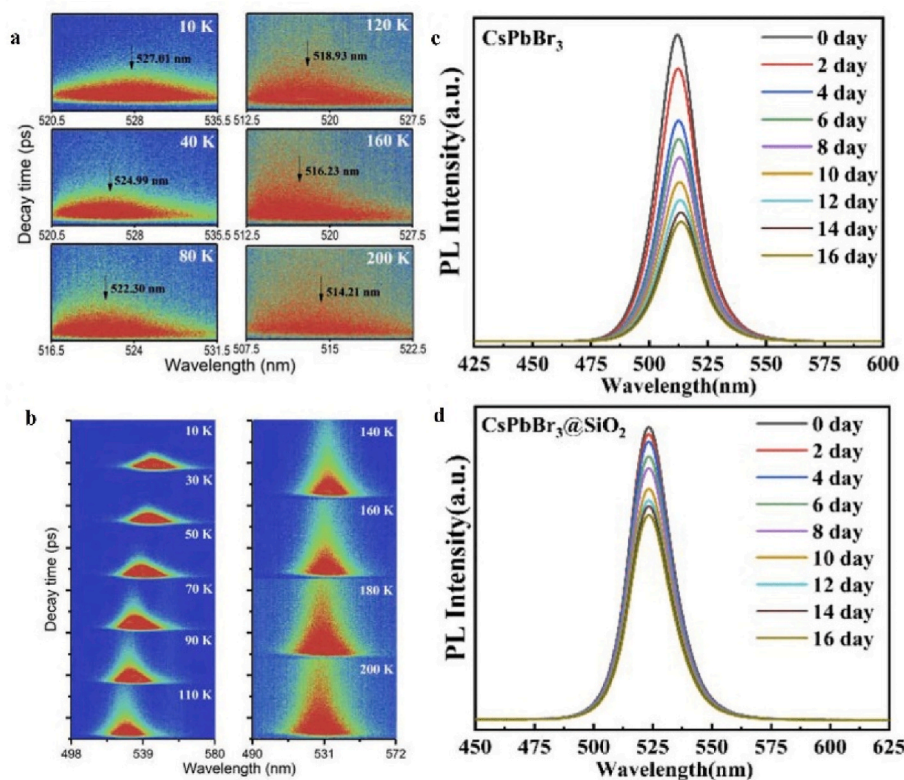 a
Decay time (ps)
10 K
527.01 nm
520.5 528 535.5
40 K
524.99 nm
520.5 528 535.5
80 K
522.30 nm
516.5 524 531.5
120 K
518.93 nm
512.5 520 527.5
160 K
516.23 nm
512.5 520 527.5
200 K
514.21 nm
507.5 515 522.5
Wavelength (nm)
b
Decay time (ps)
10 K
30 K
50 K
70 K
90 K
110 K
498 539 580
140 K
160 K
180 K
200 K
490 531 572
Wavelength (nm)
c
CsPbBr₃
PL Intensity(a.u.)
0 day
2 day
4 day
6 day
8 day
10 day
12 day
14 day
16 day
425 450 475 500 525 550 575 600
Wavelength(nm)
d
CsPbBr₃@SiO₂
PL Intensity(a.u.)
0 day
2 day
4 day
6 day
8 day
10 day
12 day
14 day
16 day
450 475 500 525 550 575 600 625
Wavelength(nm)